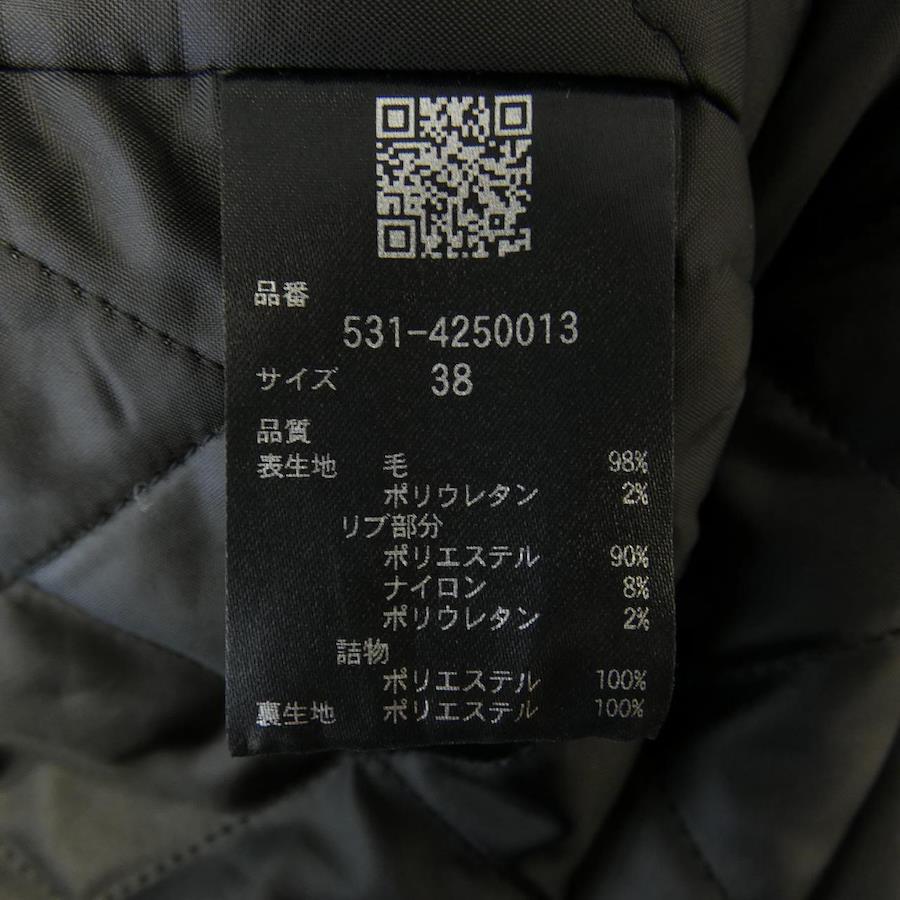 品番
531-4250013
サイズ 38
品質
表生地 毛 98%
ポリウレタン 2%
リブ部分
ポリエステル 90%
ナイロン 8%
ポリウレタン 2%
詰物
ポリエステル 100%
裏生地 ポリエステル 100%